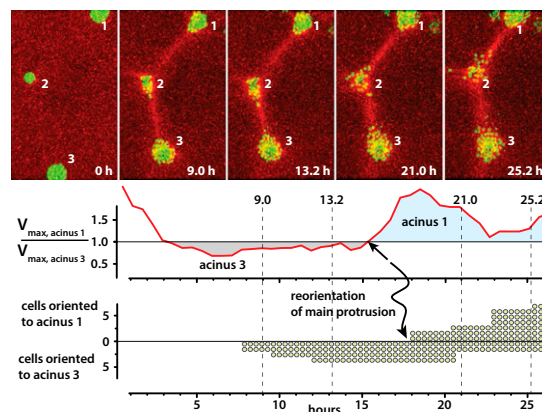 1
1
1
1
1
2
2
2
2
2
3
3
3
3
3
0 h
9.0 h
13.2 h
21.0 h
25.2 h
9.0
13.2
21.0
25.2
V max, acinus 1
V max, acinus 3
1.5
1.0
0.5
acinus 3
acinus 1
reorientation
of main protrusion
cells oriented
to acinus 1
cells oriented
to acinus 3
5
0
5
5
10
15
20
25
hours